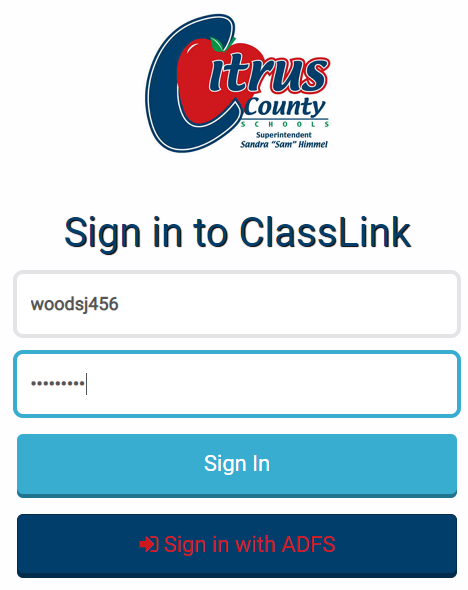 Citrus
County
SCHOOLS
Superintendent
Sandra "Sam" Himmel
Sign in to ClassLink
woodsj456
•••••••••
Sign In
Sign in with ADFS